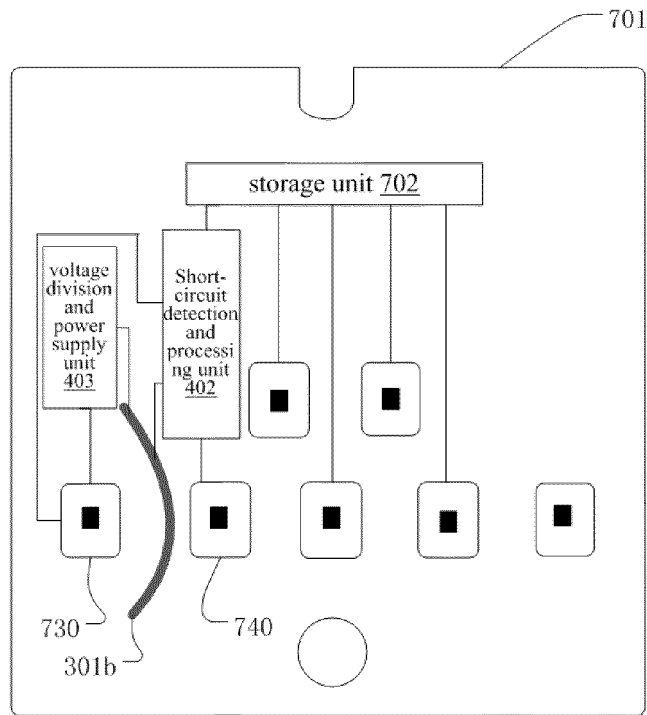 701
storage unit 702
voltage
division
and
power
supply
unit
403
Short-
circuit
detection
and
processi
ng unit
402
730
301b
740